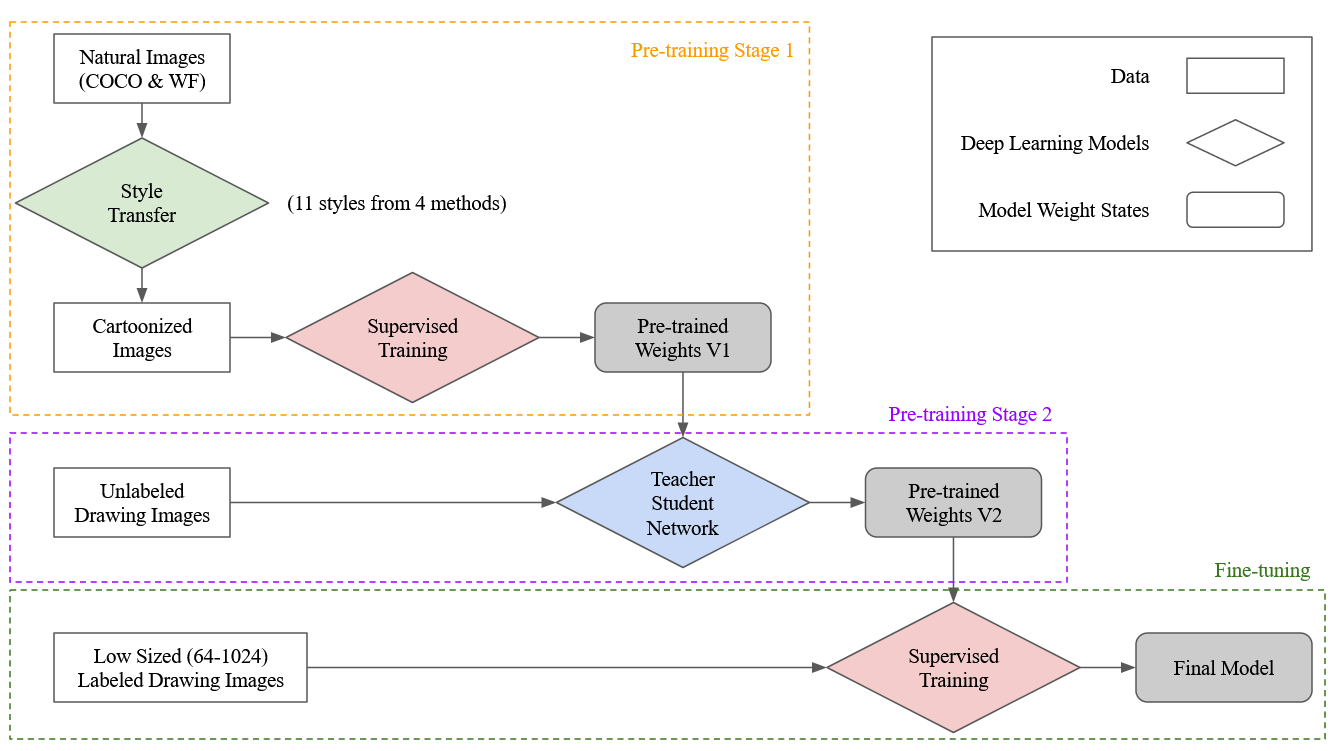 Pre-training Stage 1
Natural Images
(COCO & WF)
Style
Transfer
(11 styles from 4 methods)
Cartoonized
Images
Supervised
Training
Pre-trained
Weights V1
Data
Deep Learning Models
Model Weight States
Pre-training Stage 2
Unlabeled
Drawing Images
Teacher
Student
Network
Pre-trained
Weights V2
Fine-tuning
Low Sized (64-1024)
Labeled Drawing Images
Supervised
Training
Final Model